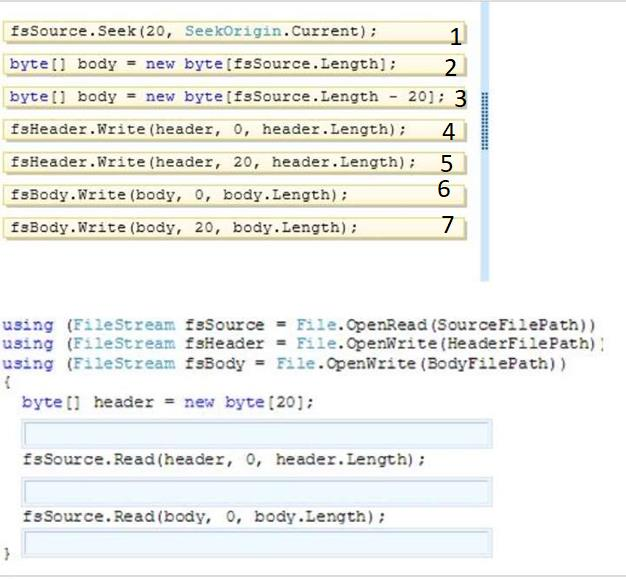 fsSource.Seek(20, SeekOrigin.Current); 1
byte[] body = new byte[fsSource.Length]; 2
byte[] body = new byte[fsSource.Length - 20]; 3
fsHeader.Write(header, 0, header.Length); 4
fsHeader.Write(header, 20, header.Length); 5
fsBody.Write(body, 0, body.Length); 6
fsBody.Write(body, 20, body.Length); 7
using (FileStream fsSource = File.OpenRead(SourceFilePath))
using (FileStream fsHeader = File.OpenWrite(HeaderFilePath))
using (FileStream fsBody = File.OpenWrite(BodyFilePath))
{
byte[] header = new byte[20];
fsSource.Read(header, 0, header.Length);
fsSource.Read(body, 0, body.Length);
}